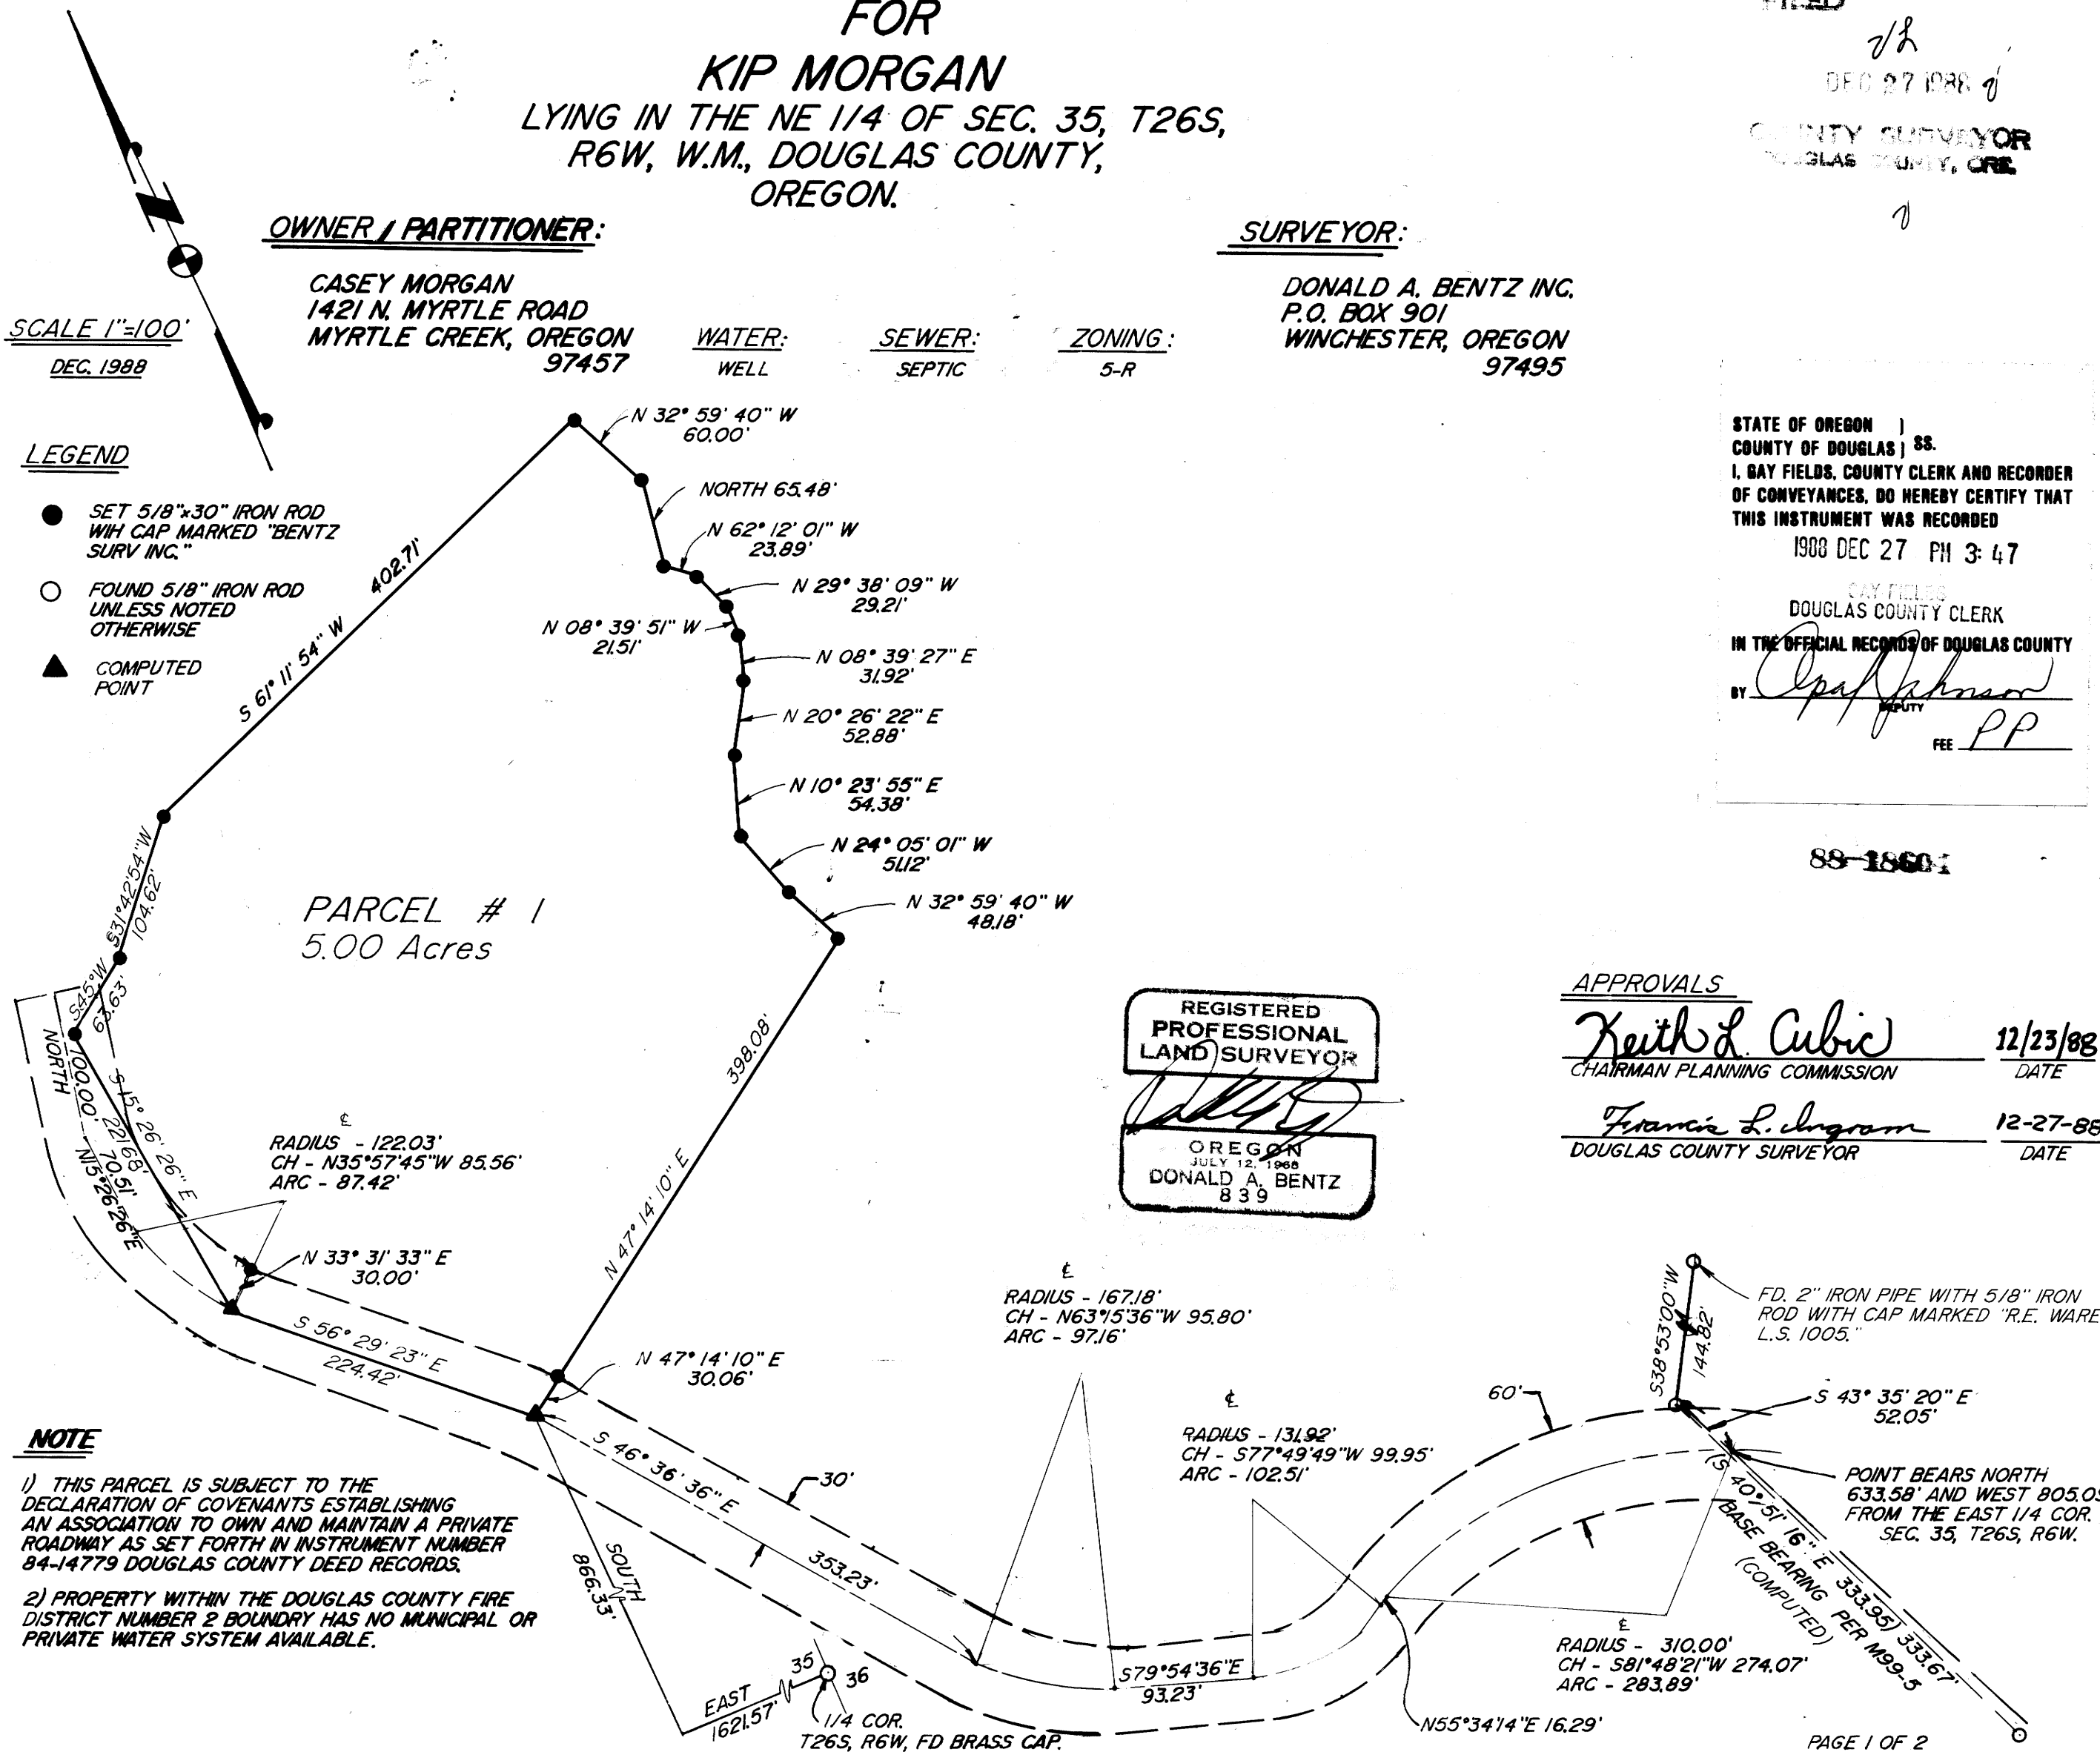 FOR
KIP MORGAN
LYING IN THE NE 1/4 OF SEC. 35, T26S,
R6W, W.M., DOUGLAS COUNTY,
OREGON.
FILED
DEC 27 1988
COUNTY SURVEYOR
DOUGLAS COUNTY, ORE.
OWNER / PARTITIONER:
CASEY MORGAN
1421 N. MYRTLE ROAD
MYRTLE CREEK, OREGON
97457
WATER:
WELL
SEWER:
SEPTIC
ZONING:
5-R
SURVEYOR:
DONALD A. BENTZ INC.
P.O. BOX 901
WINCHESTER, OREGON
97495
N
SCALE 1"=100'
DEC. 1988
LEGEND
SET 5/8"x30" IRON ROD
WIH CAP MARKED "BENTZ
SURV INC."
FOUND 5/8" IRON ROD
UNLESS NOTED
OTHERWISE
COMPUTED
POINT
STATE OF OREGON )
COUNTY OF DOUGLAS ) SS.
I, GAY FIELDS, COUNTY CLERK AND RECORDER
OF CONVEYANCES, DO HEREBY CERTIFY THAT
THIS INSTRUMENT WAS RECORDED
1988 DEC 27 PM 3:47
GAY FIELDS
DOUGLAS COUNTY CLERK
IN THE OFFICIAL RECORDS OF DOUGLAS COUNTY
BY Opal Johnson
DEPUTY
FEE PP
88-18601
N 32° 59' 40" W
60.00'
NORTH 65.48'
N 62° 12' 01" W
23.89'
N 29° 38' 09" W
29.21'
N 08° 39' 51" W
21.51'
N 08° 39' 27" E
31.92'
N 20° 26' 22" E
52.88'
N 10° 23' 55" E
54.38'
N 24° 05' 01" W
51.12'
N 32° 59' 40" W
48.18'
S 61° 11' 54" W 402.71'
S31°42'54"W
104.62'
S45°W
63.63'
PARCEL # 1
5.00 Acres
NORTH
100.00'
S 15° 26' 26" E
221.68'
70.51'
N15°26'26"E
℄
RADIUS - 122.03'
CH - N35°57'45"W 85.56'
ARC - 87.42'
N 33° 31' 33" E
30.00'
S 56° 29' 23" E
224.42'
N 47° 14' 10" E
398.08'
N 47° 14' 10" E
30.06'
REGISTERED
PROFESSIONAL
LAND SURVEYOR
OREGON
JULY 12, 1968
DONALD A. BENTZ
839
APPROVALS
Keith L. Cubic 12/23/88
CHAIRMAN PLANNING COMMISSION DATE
Francis L. Ingram 12-27-88
DOUGLAS COUNTY SURVEYOR DATE
℄
RADIUS - 167.18'
CH - N63°15'36"W 95.80'
ARC - 97.16'
℄
RADIUS - 131.92'
CH - S77°49'49"W 99.95'
ARC - 102.51'
60'
30'
S38°53'00"W
144.82'
FD. 2" IRON PIPE WITH 5/8" IRON
ROD WITH CAP MARKED "R.E. WARE
L.S. 1005."
S 43° 35' 20" E
52.05'
POINT BEARS NORTH
633.58' AND WEST 805.05
FROM THE EAST 1/4 COR.
SEC. 35, T26S, R6W.
(S 40° 51' 16" E 333.95) 333.67'
BASE BEARING PER M99-5
(COMPUTED)
NOTE
1) THIS PARCEL IS SUBJECT TO THE
DECLARATION OF COVENANTS ESTABLISHING
AN ASSOCIATION TO OWN AND MAINTAIN A PRIVATE
ROADWAY AS SET FORTH IN INSTRUMENT NUMBER
84-14779 DOUGLAS COUNTY DEED RECORDS.
2) PROPERTY WITHIN THE DOUGLAS COUNTY FIRE
DISTRICT NUMBER 2 BOUNDRY HAS NO MUNICIPAL OR
PRIVATE WATER SYSTEM AVAILABLE.
S 46° 36' 36" E
353.23'
SOUTH
866.33'
EAST
1621.57'
35
36
1/4 COR.
T26S, R6W, FD BRASS CAP.
S79°54'36"E
93.23'
N55°34'14"E 16.29'
℄
RADIUS - 310.00'
CH - S81°48'21"W 274.07'
ARC - 283.89'
PAGE 1 OF 2